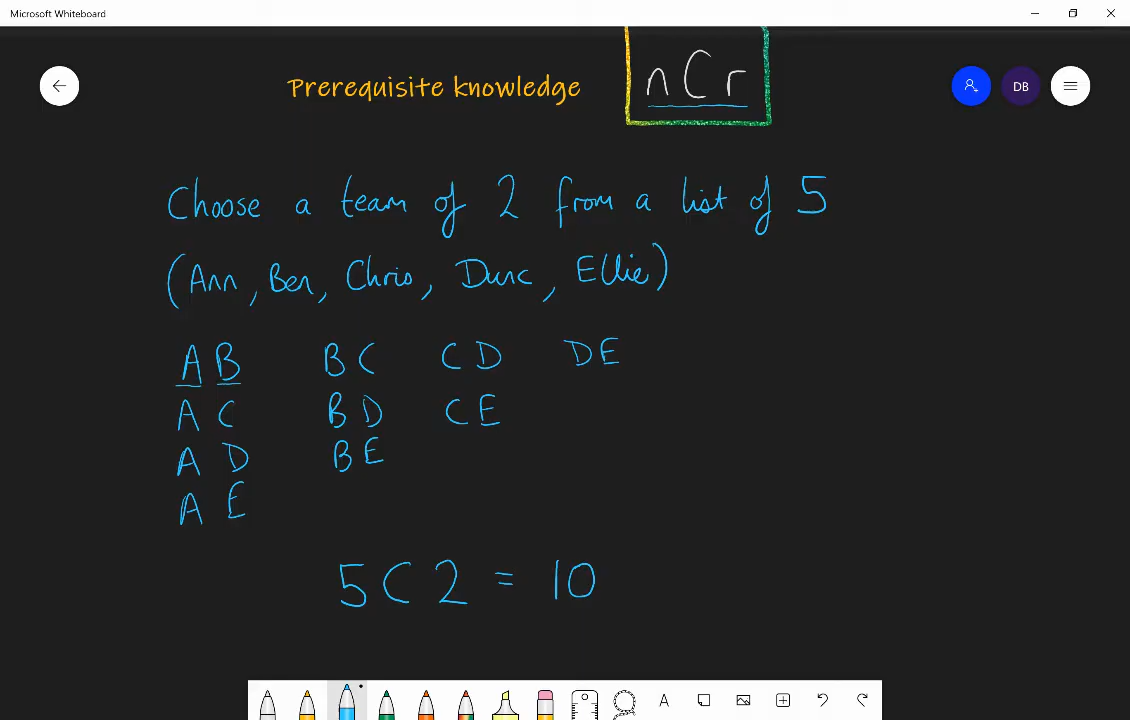 Microsoft Whiteboard
Prerequisite knowledge
nCr
DB
Choose a team of 2 from a list of 5
(Ann, Ben, Chris, Dunc, Ellie)
AB BC CD DE
AC BD CE
AD BE
AE
5C2 = 10
A